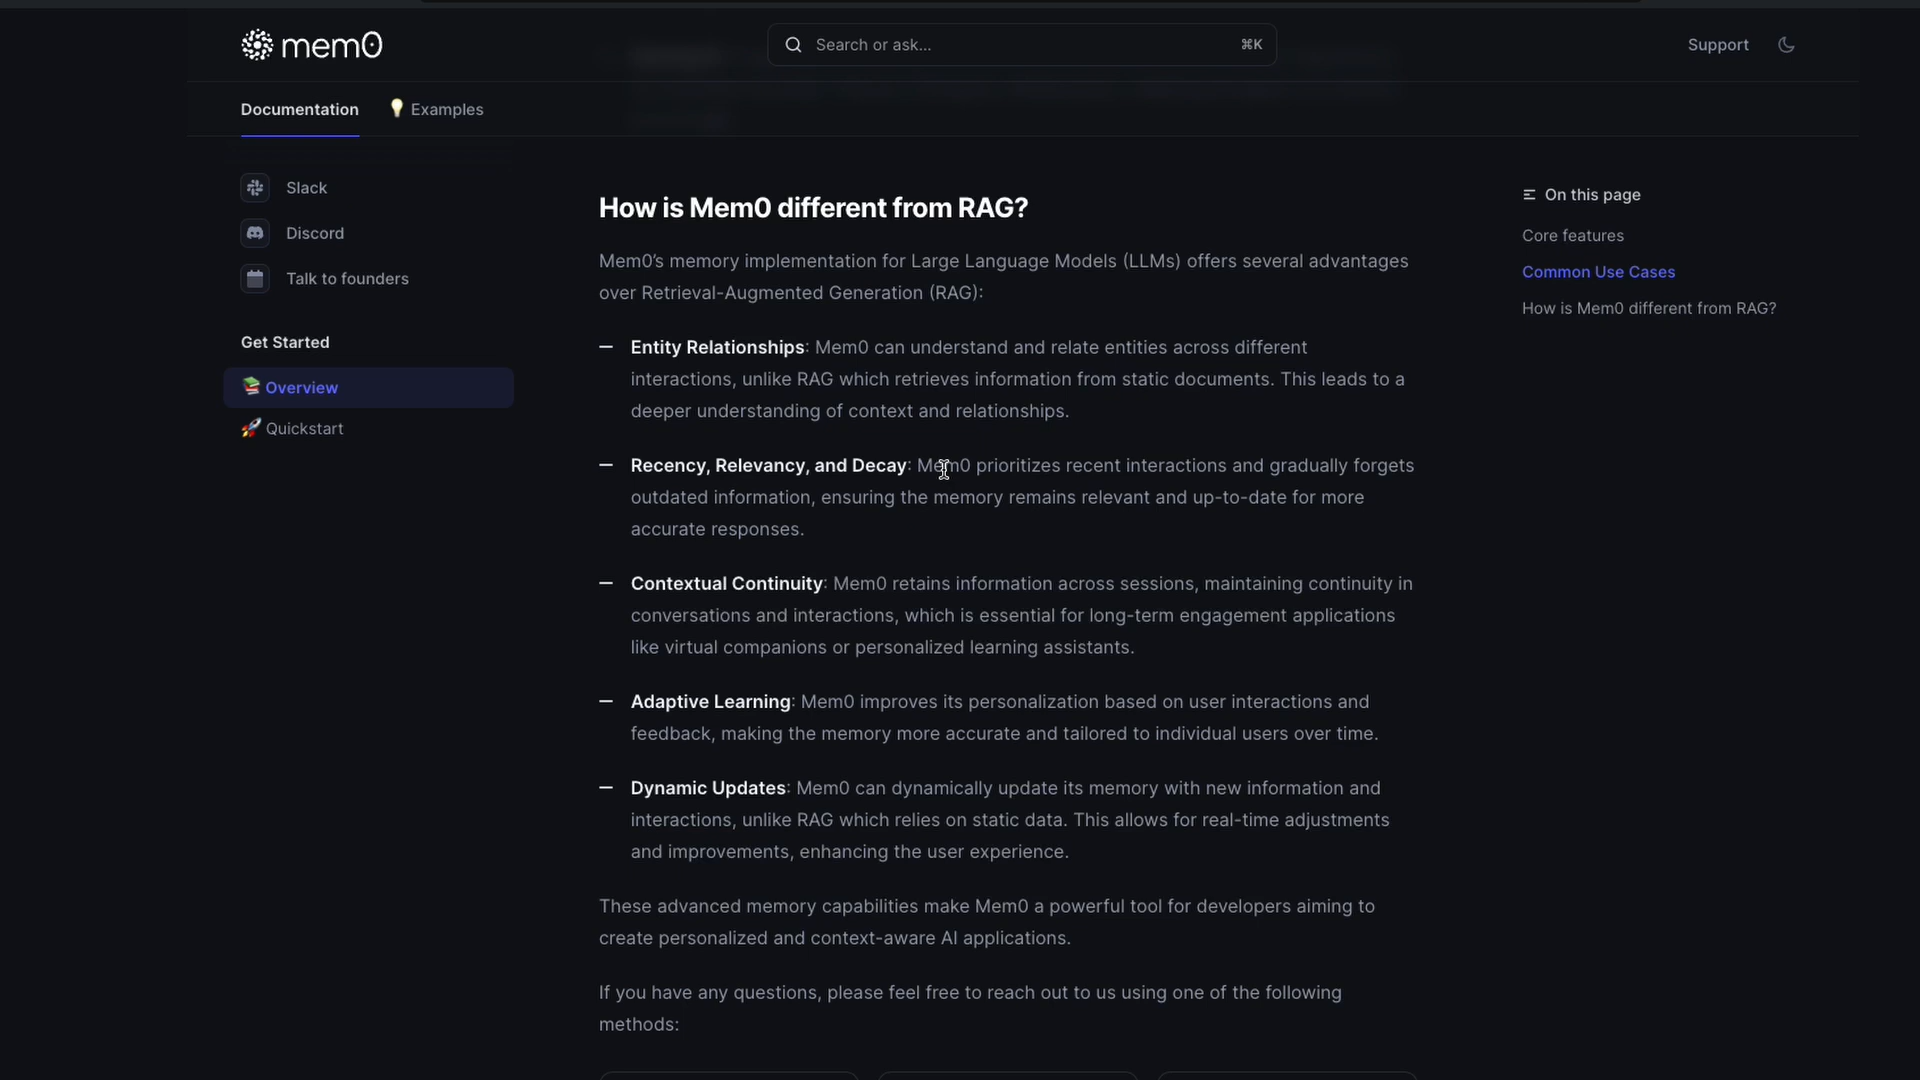 mem0
Search or ask...
⌘K
Support
Documentation
Examples
Slack
Discord
Talk to founders
Get Started
Overview
Quickstart
How is Mem0 different from RAG?
Mem0’s memory implementation for Large Language Models (LLMs) offers several advantages
over Retrieval-Augmented Generation (RAG):
Entity Relationships: Mem0 can understand and relate entities across different
interactions, unlike RAG which retrieves information from static documents. This leads to a
deeper understanding of context and relationships.
Recency, Relevancy, and Decay: Mem0 prioritizes recent interactions and gradually forgets
outdated information, ensuring the memory remains relevant and up-to-date for more
accurate responses.
Contextual Continuity: Mem0 retains information across sessions, maintaining continuity in
conversations and interactions, which is essential for long-term engagement applications
like virtual companions or personalized learning assistants.
Adaptive Learning: Mem0 improves its personalization based on user interactions and
feedback, making the memory more accurate and tailored to individual users over time.
Dynamic Updates: Mem0 can dynamically update its memory with new information and
interactions, unlike RAG which relies on static data. This allows for real-time adjustments
and improvements, enhancing the user experience.
These advanced memory capabilities make Mem0 a powerful tool for developers aiming to
create personalized and context-aware AI applications.
If you have any questions, please feel free to reach out to us using one of the following
methods:
On this page
Core features
Common Use Cases
How is Mem0 different from RAG?